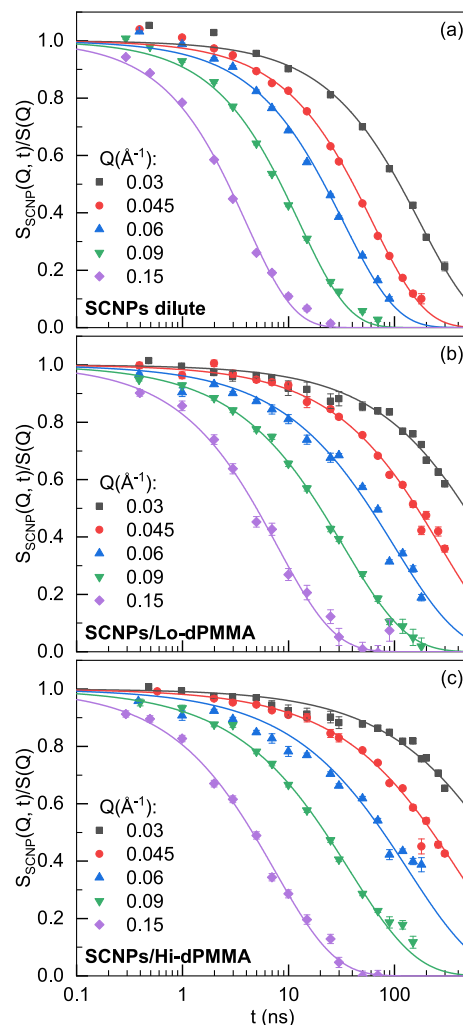 (a)
1.0
0.8
0.6
0.4
0.2
0.0
S_SCNP(Q, t)/S(Q)
Q(Å⁻¹):
0.03
0.045
0.06
0.09
0.15
SCNPs dilute
(b)
1.0
0.8
0.6
0.4
0.2
0.0
S_SCNP(Q, t)/S(Q)
Q(Å⁻¹):
0.03
0.045
0.06
0.09
0.15
SCNPs/Lo-dPMMA
(c)
1.0
0.8
0.6
0.4
0.2
0.0
S_SCNP(Q, t)/S(Q)
Q(Å⁻¹):
0.03
0.045
0.06
0.09
0.15
SCNPs/Hi-dPMMA
0.1 1 10 100
t (ns)